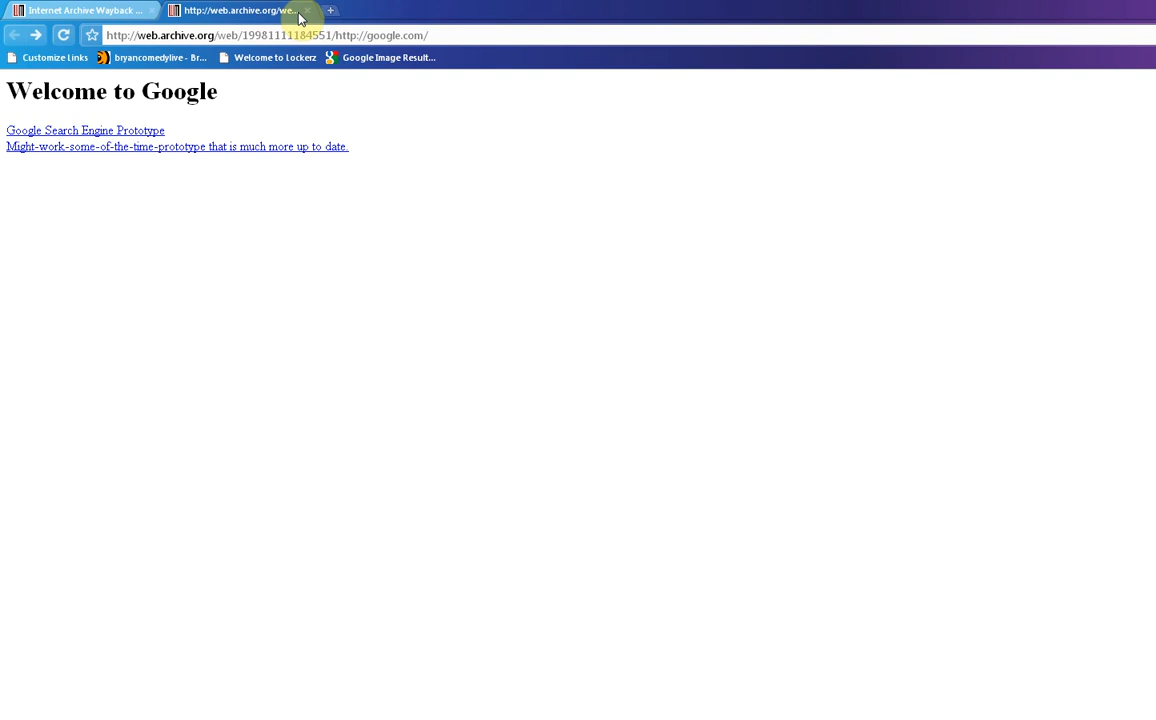 Internet Archive Wayback ...
http://web.archive.org/we...
http://web.archive.org/web/19981111184551/http://google.com/
Customize Links
bryancomedylive - Br...
Welcome to Lockerz
Google Image Result...
Welcome to Google
Google Search Engine Prototype
Might-work-some-of-the-time-prototype that is much more up to date.